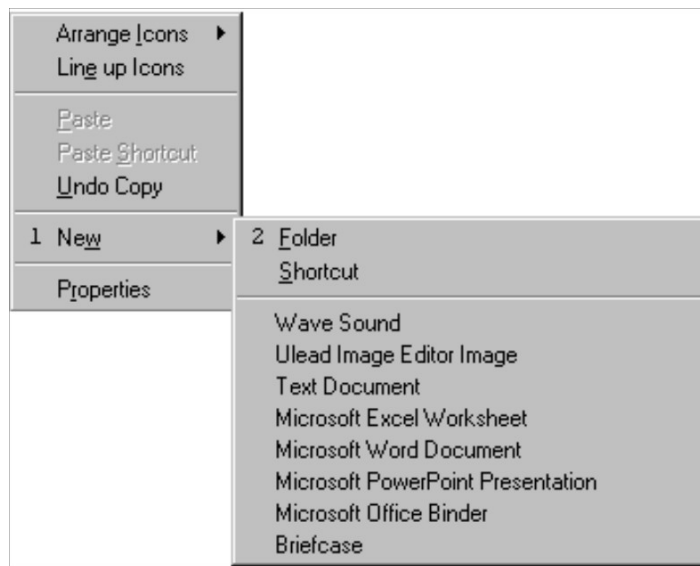 Arrange Icons
Line up Icons
Paste
Paste Shortcut
Undo Copy
1 New
Properties
2 Folder
Shortcut
Wave Sound
Ulead Image Editor Image
Text Document
Microsoft Excel Worksheet
Microsoft Word Document
Microsoft PowerPoint Presentation
Microsoft Office Binder
Briefcase